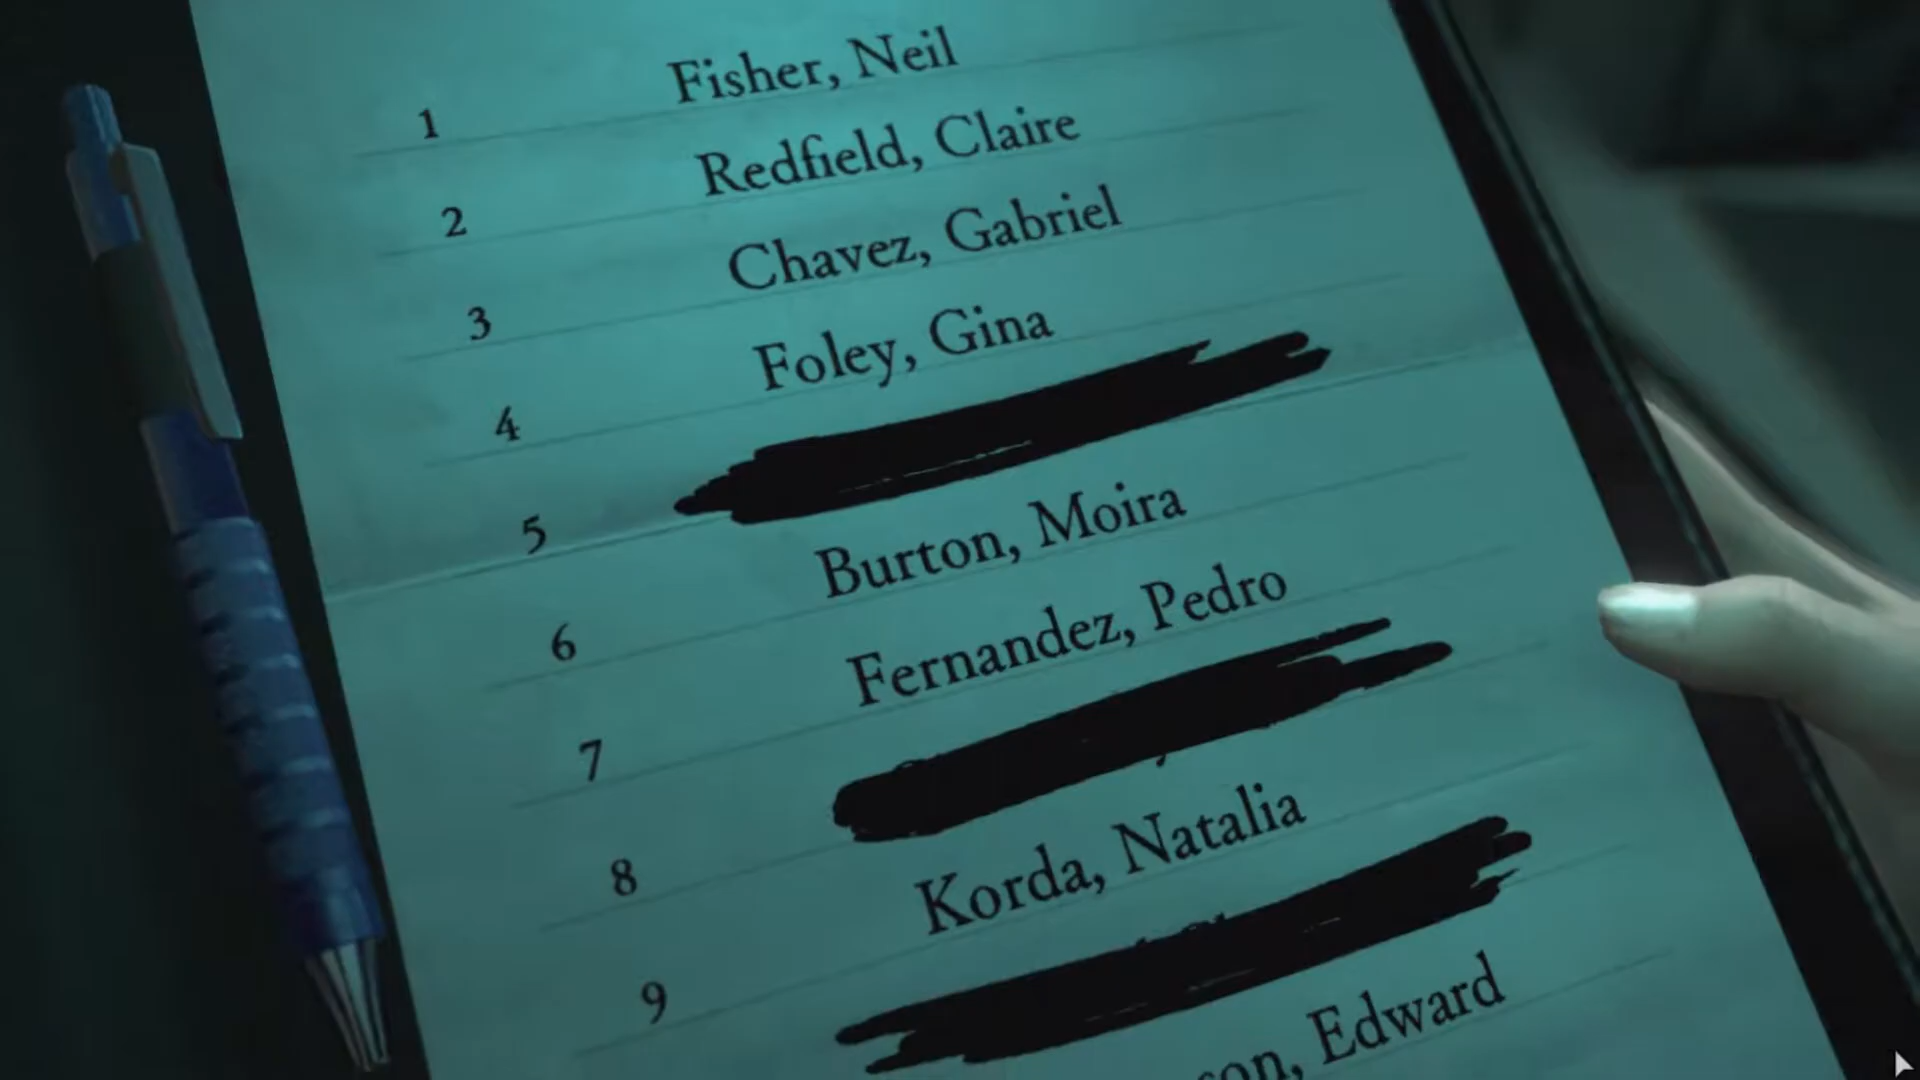 1 Fisher, Neil
2 Redfield, Claire
3 Chavez, Gabriel
4 Foley, Gina
5
6 Burton, Moira
7 Fernandez, Pedro
8
9 Korda, Natalia
Edward